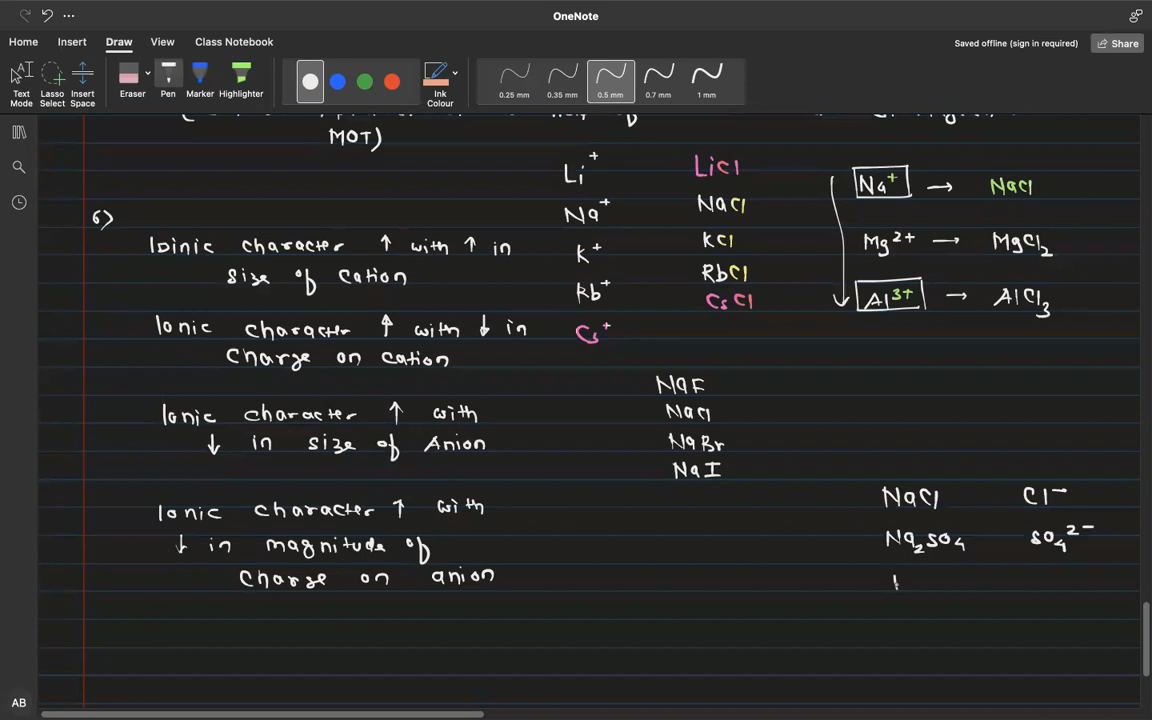 OneNote
Home Insert Draw View Class Notebook
Saved offline (sign in required) Share
Text Mode
Lasso Select
Insert Space
Eraser
Pen
Marker
Highlighter
Ink Colour
0.25 mm
0.35 mm
0.5 mm
0.7 mm
1 mm
MOT)
6)
Ioinic character ↑ with ↑ in
size of cation
Ionic character ↑ with ↓ in
charge on cation
Ionic character ↑ with
↓ in size of Anion
Ionic character ↑ with
↓ in magnitude of
charge on anion
Li+
Na+
K+
Rb+
Cs+
LiCl
NaCl
KCl
RbCl
CsCl
Na+ → NaCl
Mg2+ → MgCl2
Al3+ → AlCl3
NaF
NaCl
NaBr
NaI
NaCl Cl−
Na2SO4 SO42−
AB